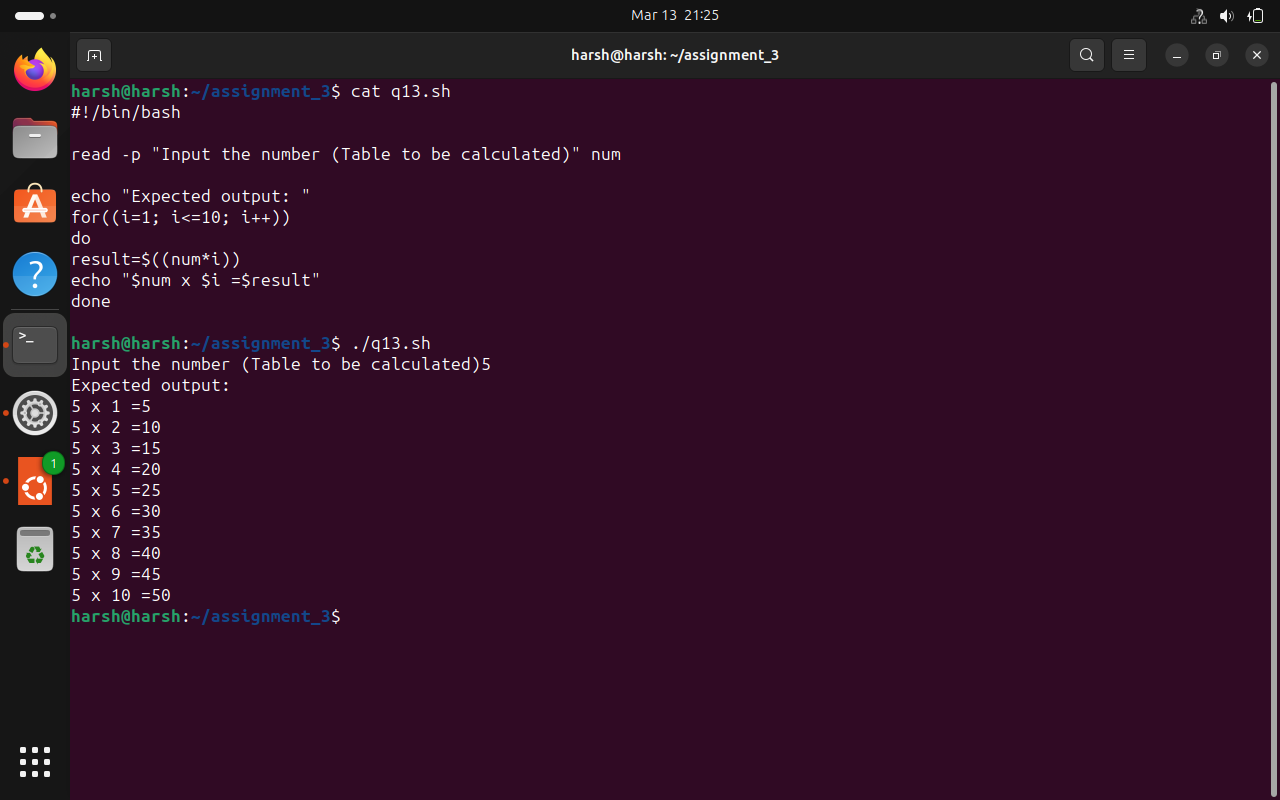 Mar 13 21:25
harsh@harsh: ~/assignment_3
harsh@harsh:~/assignment_3$ cat q13.sh
#!/bin/bash
read -p "Input the number (Table to be calculated)" num
echo "Expected output: "
for((i=1; i<=10; i++))
do
result=$((num*i))
echo "$num x $i =$result"
done
harsh@harsh:~/assignment_3$ ./q13.sh
Input the number (Table to be calculated)5
Expected output:
5 x 1 =5
5 x 2 =10
5 x 3 =15
5 x 4 =20
5 x 5 =25
5 x 6 =30
5 x 7 =35
5 x 8 =40
5 x 9 =45
5 x 10 =50
harsh@harsh:~/assignment_3$
1